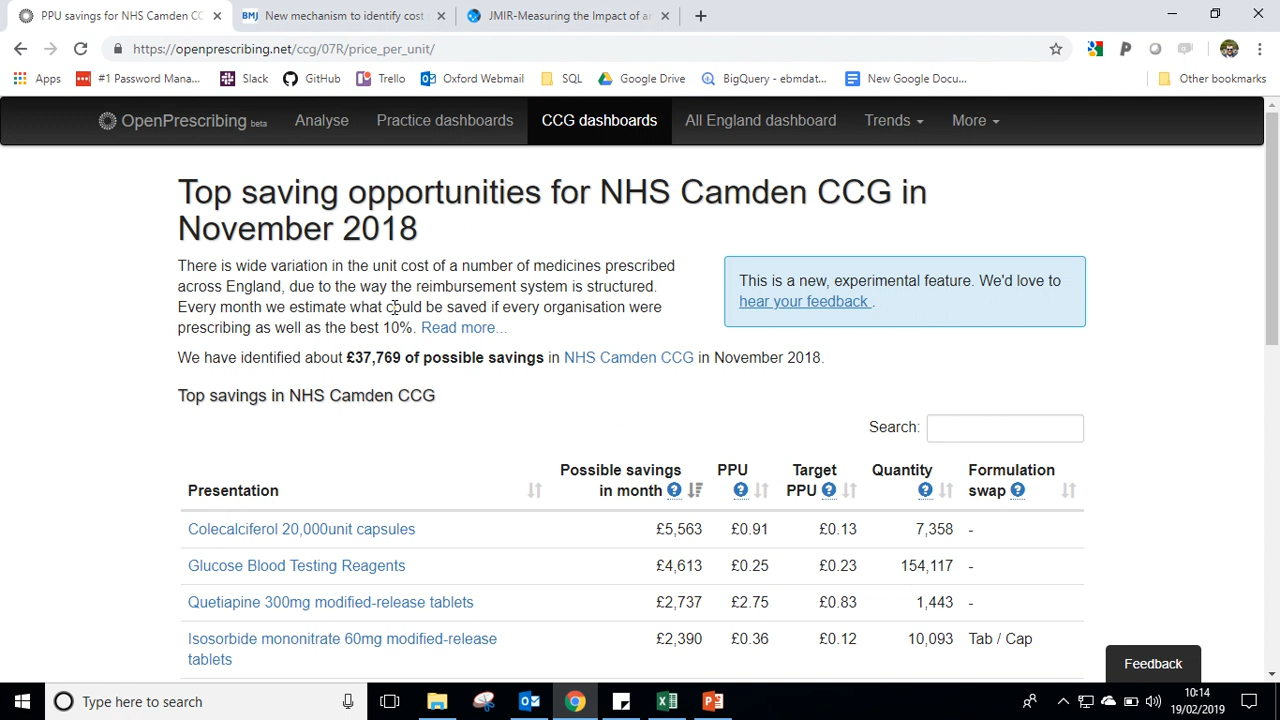 PPU savings for NHS Camden CC
New mechanism to identify cost
JMIR-Measuring the Impact of a
https://openprescribing.net/ccg/07R/price_per_unit/
Apps
#1 Password Mana...
Slack
GitHub
Trello
Oxford Webmail
SQL
Google Drive
BigQuery - ebmdat...
New Google Docu...
Other bookmarks
OpenPrescribing beta
Analyse
Practice dashboards
CCG dashboards
All England dashboard
Trends
More
Top saving opportunities for NHS Camden CCG in
November 2018
There is wide variation in the unit cost of a number of medicines prescribed
across England, due to the way the reimbursement system is structured.
Every month we estimate what could be saved if every organisation were
prescribing as well as the best 10%. Read more...
This is a new, experimental feature. We'd love to
hear your feedback .
We have identified about £37,769 of possible savings in NHS Camden CCG in November 2018.
Top savings in NHS Camden CCG
Search:
Presentation
Possible savings
in month ?
PPU
?
Target
PPU ?
Quantity
?
Formulation
swap ?
Colecalciferol 20,000unit capsules £5,563 £0.91 £0.13 7,358 -
Glucose Blood Testing Reagents £4,613 £0.25 £0.23 154,117 -
Quetiapine 300mg modified-release tablets £2,737 £2.75 £0.83 1,443 -
Isosorbide mononitrate 60mg modified-release £2,390 £0.36 £0.12 10,093 Tab / Cap
tablets
Feedback
Type here to search
10:14
19/02/2019